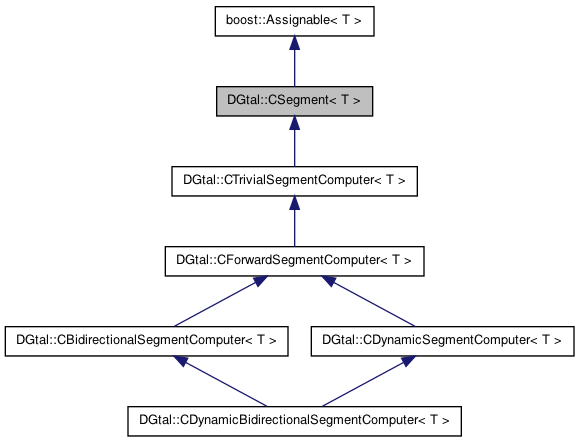 boost::Assignable< T >
DGtal::CSegment< T >
DGtal::CTrivialSegmentComputer< T >
DGtal::CForwardSegmentComputer< T >
DGtal::CBidirectionalSegmentComputer< T >
DGtal::CDynamicSegmentComputer< T >
DGtal::CDynamicBidirectionalSegmentComputer< T >